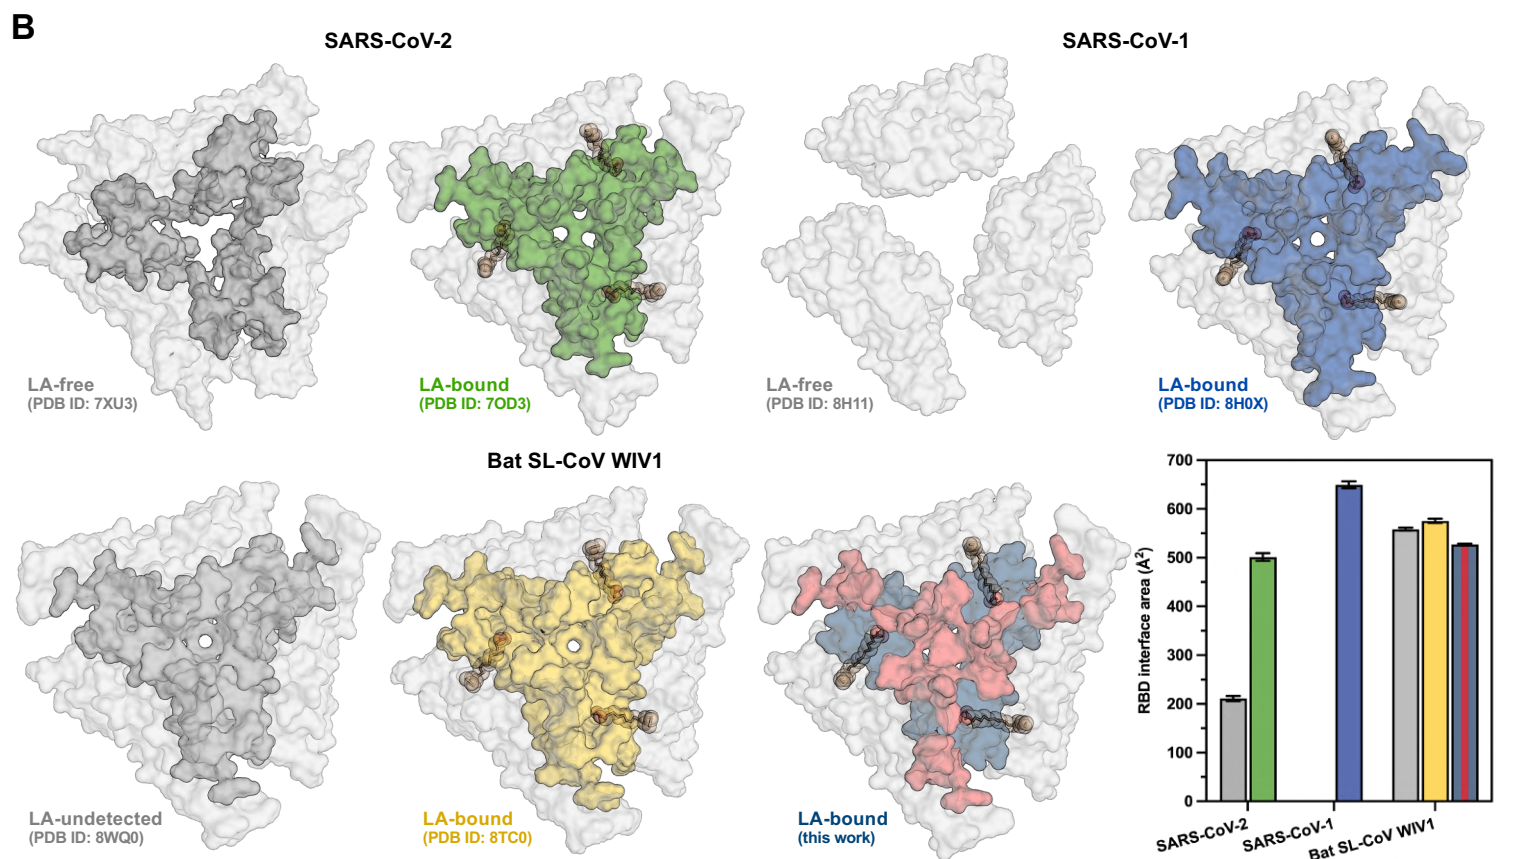 B
SARS-CoV-2
SARS-CoV-1
LA-free
(PDB ID: 7XU3)
LA-bound
(PDB ID: 7OD3)
LA-free
(PDB ID: 8H11)
LA-bound
(PDB ID: 8H0X)
Bat SL-CoV WIV1
LA-undetected
(PDB ID: 8WQ0)
LA-bound
(PDB ID: 8TC0)
LA-bound
(this work)
RBD interface area (Å2)
700
600
500
400
300
200
100
0
SARS-CoV-2
SARS-CoV-1
Bat SL-CoV WIV1